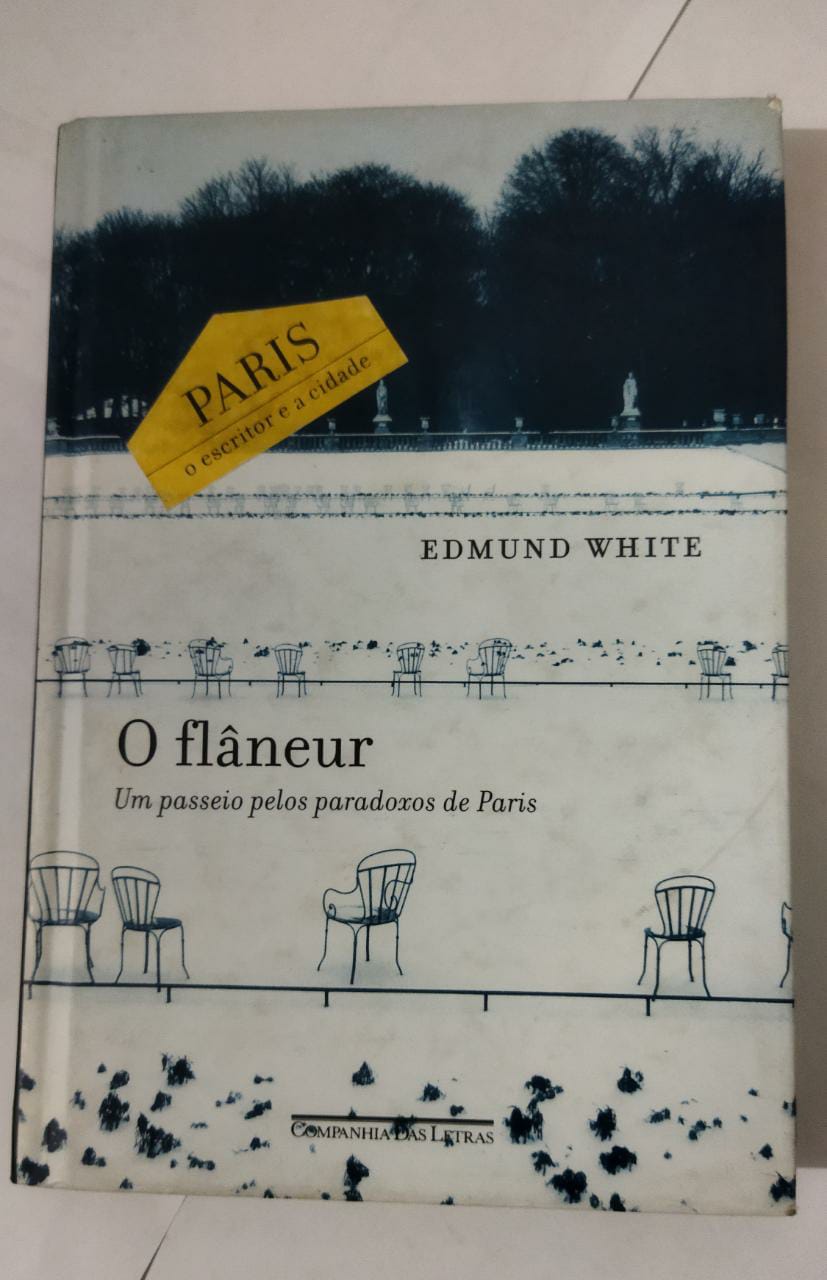 PARIS
o escritor e a cidade
EDMUND WHITE
O flâneur
Um passeio pelos paradoxos de Paris
COMPANHIA DAS LETRAS